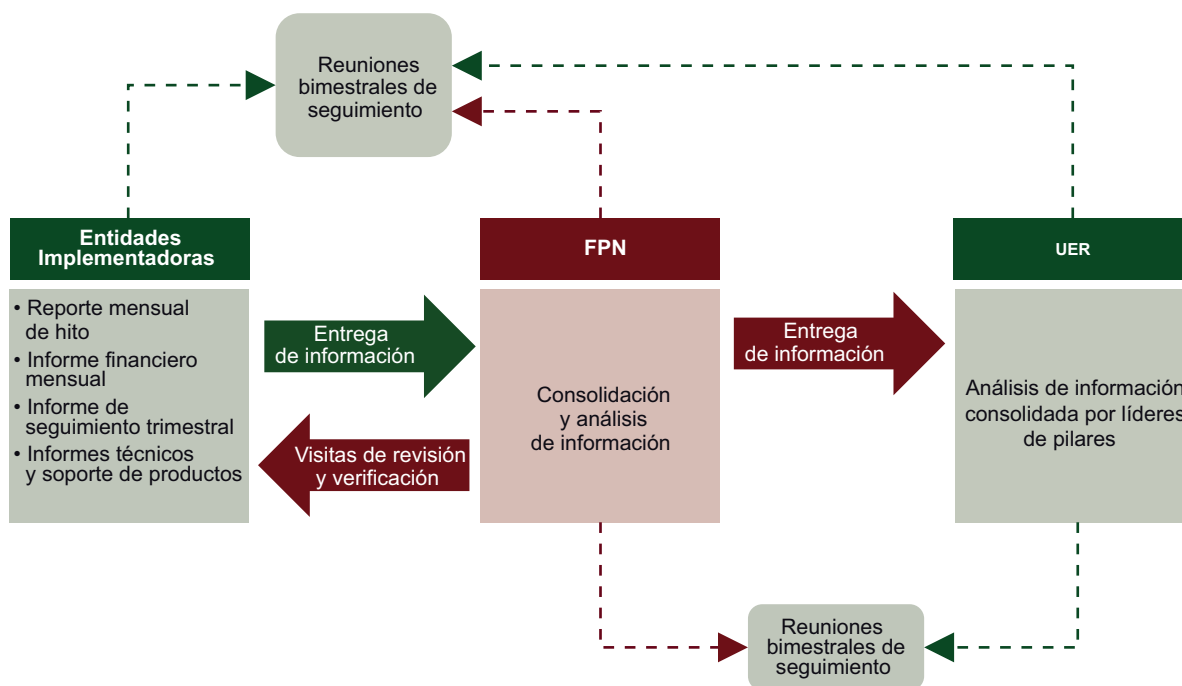 Reuniones
bimestrales de
seguimiento
Entidades
Implementadoras
FPN
UER
• Reporte mensual
de hito
• Informe financiero
mensual
• Informe de
seguimiento trimestral
• Informes técnicos
y soporte de productos
Entrega
de información
Visitas de revisión
y verificación
Consolidación
y análisis
de información
Entrega
de información
Análisis de información
consolidada por líderes
de pilares
Reuniones
bimestrales de
seguimiento